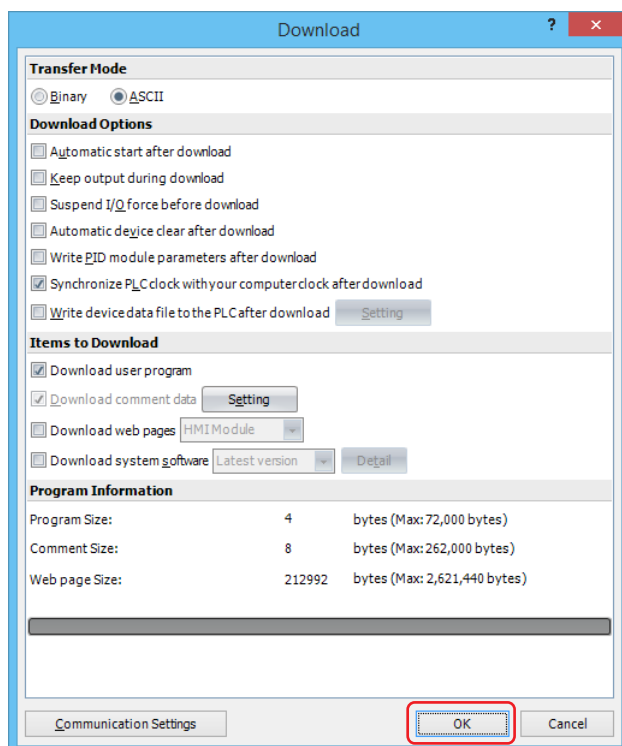 Download ? ×
Transfer Mode
Binary ASCII
Download Options
Automatic start after download
Keep output during download
Suspend I/O force before download
Automatic device clear after download
Write PID module parameters after download
Synchronize PLC clock with your computer clock after download
Write device data file to the PLC after download Setting
Items to Download
Download user program
Download comment data Setting
Download web pages HMI Module
Download system software Latest version Detail
Program Information
Program Size: 4 bytes (Max: 72,000 bytes)
Comment Size: 8 bytes (Max: 262,000 bytes)
Web page Size: 212992 bytes (Max: 2,621,440 bytes)
Communication Settings OK Cancel